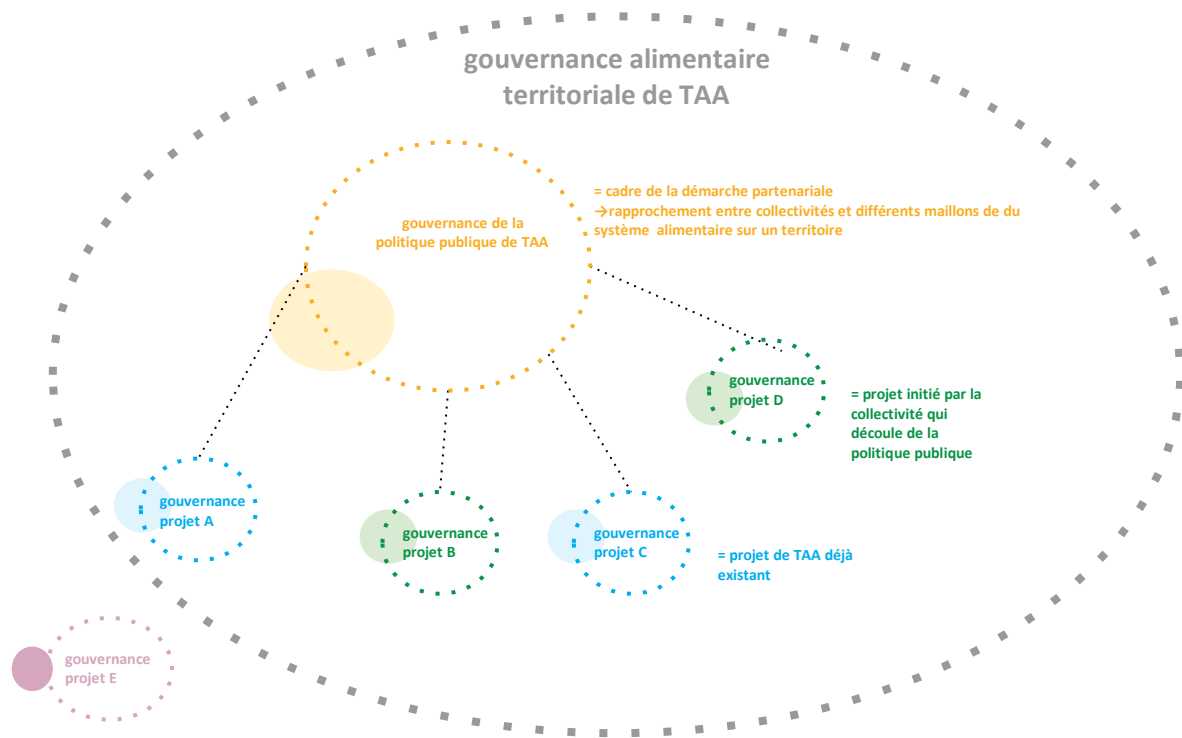 gouvernance alimentaire
territoriale de TAA
= cadre de la démarche partenariale
→rapprochement entre collectivités et différents maillons de du
système  alimentaire sur un territoire
gouvernance de la
politique publique de TAA
gouvernance
projet D
= projet initié par la
collectivité qui
découle de la
politique publique
gouvernance
projet A
gouvernance
projet B
gouvernance
projet C
= projet de TAA déjà
existant
gouvernance
projet E